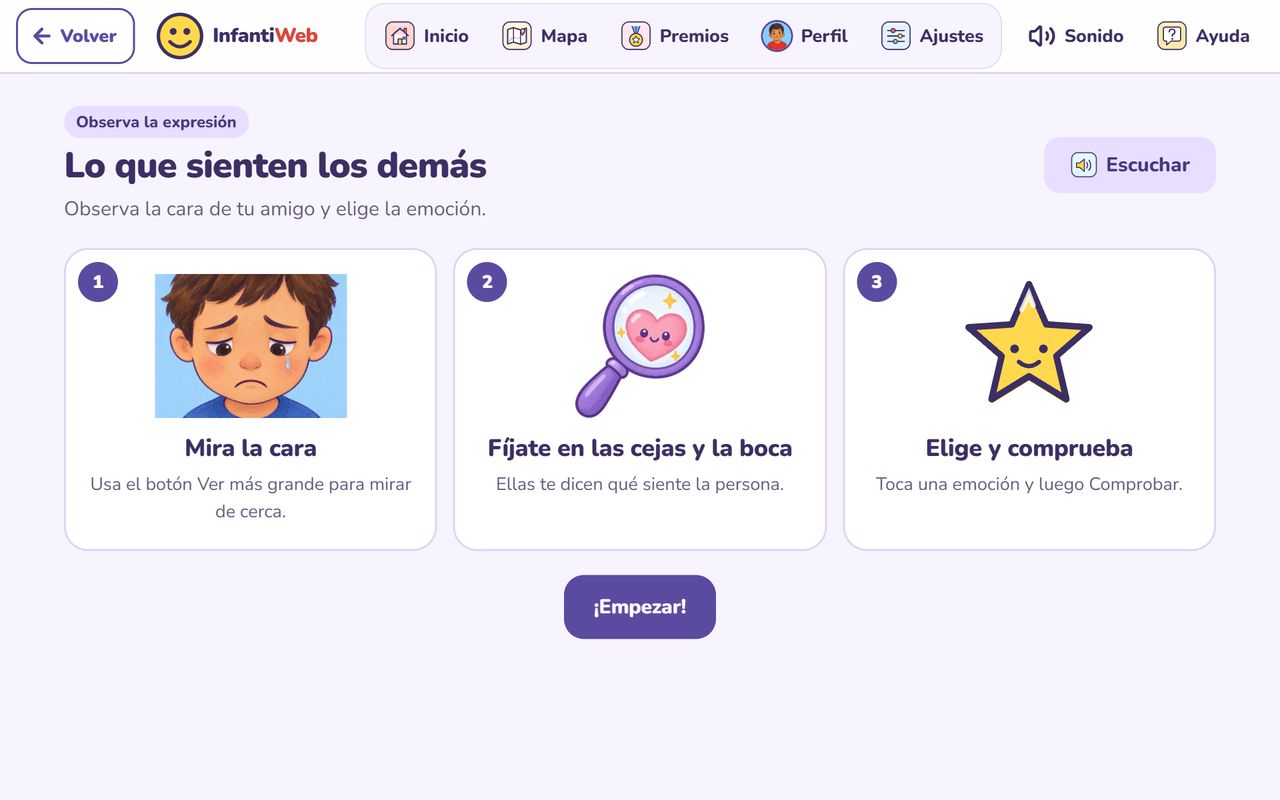 Volver
InfantiWeb
Inicio
Mapa
Premios
Perfil
Ajustes
Sonido
Ayuda
Observa la expresión
Lo que sienten los demás
Observa la cara de tu amigo y elige la emoción.
Escuchar
1
Mira la cara
Usa el botón Ver más grande para mirar
de cerca.
2
Fíjate en las cejas y la boca
Ellas te dicen qué siente la persona.
3
Elige y comprueba
Toca una emoción y luego Comprobar.
¡Empezar!